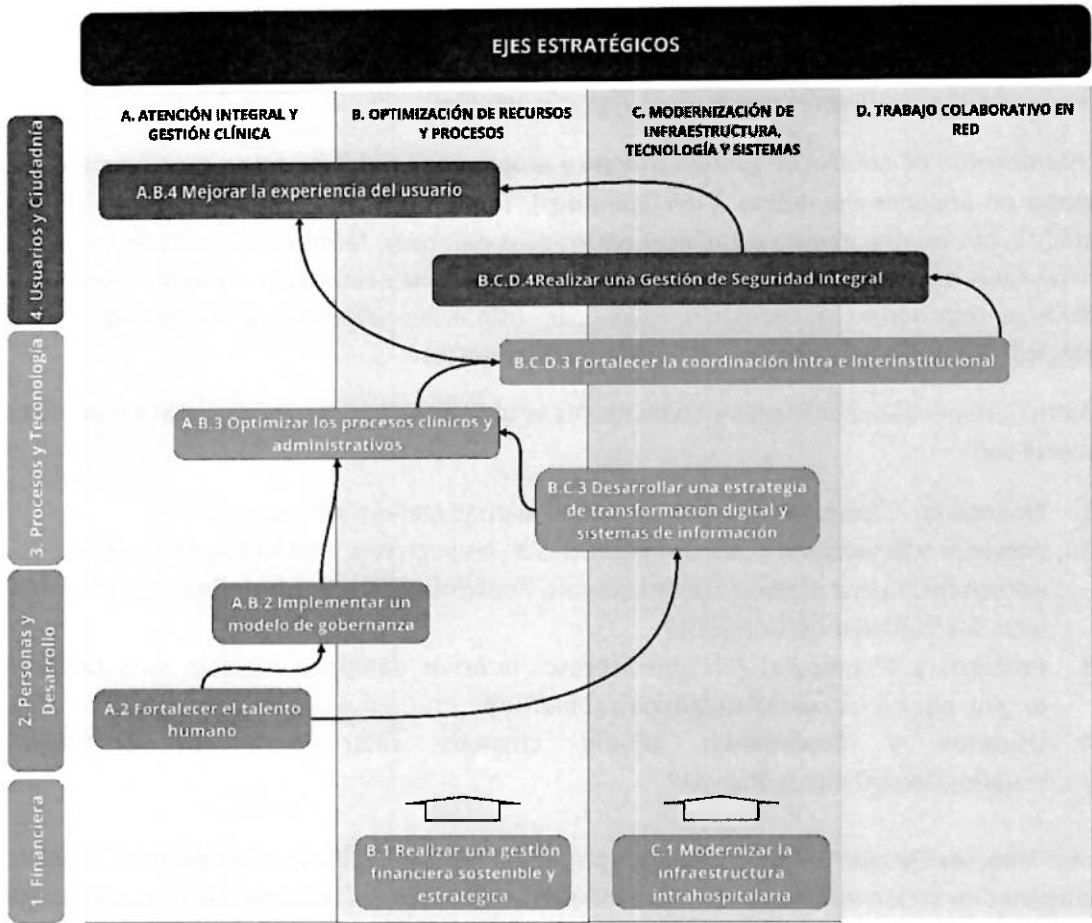 EJES ESTRATÉGICOS
A. ATENCIÓN INTEGRAL Y
GESTIÓN CLÍNICA
B. OPTIMIZACIÓN DE RECURSOS
Y PROCESOS
C. MODERNIZACIÓN DE
INFRAESTRUCTURA,
TECNOLOGÍA Y SISTEMAS
D. TRABAJO COLABORATIVO EN
RED
4. Usuarios y Ciudadnía
A.B.4 Mejorar la experiencia del usuario
B.C.D.4Realizar una Gestión de Seguridad Integral
3. Procesos y Teconología
B.C.D.3 Fortalecer la coordinación intra e Interinstitucional
A.B.3 Optimizar los procesos clínicos y
administrativos
B.C.3 Desarrollar una estrategia
de transformación digital y
sistemas de información
2. Personas y
Desarrollo
A.B.2 Implementar un
modelo de gobernanza
A.2 Fortalecer el talento
humano
1. Financiera
B.1 Realizar una gestión
financiera sostenible y
estrategica
C.1 Modernizar la
infraestructura
intrahospitalaria